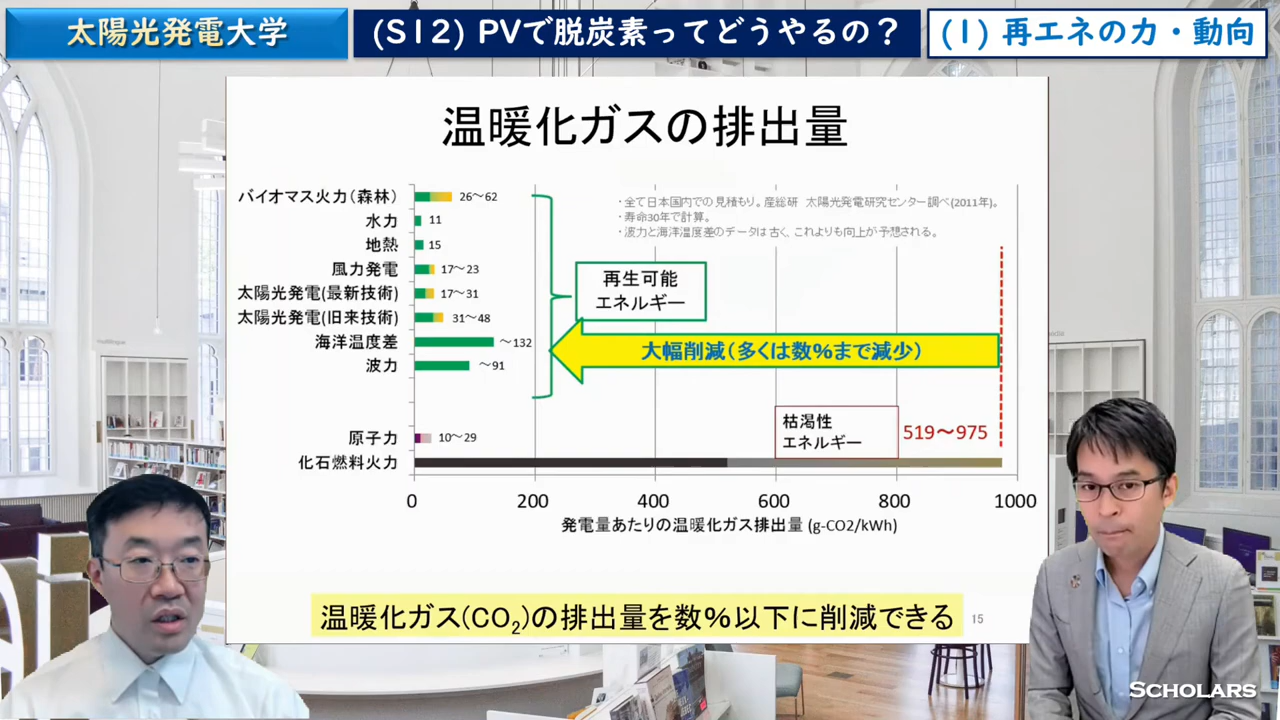 太陽光発電大学
(S12) PVで脱炭素ってどうやるの？
(1) 再エネの力・動向
温暖化ガスの排出量
・全て日本国内での見積もり。産総研 太陽光発電研究センター調べ(2011年)。
・寿命30年で計算。
・波力と海洋温度差のデータは古く、これよりも向上が予想される。
バイオマス火力（森林） 26～62
水力 11
地熱 15
風力発電 17～23
太陽光発電(最新技術) 17～31
太陽光発電(旧来技術) 31～48
海洋温度差 ～132
波力 ～91
再生可能
エネルギー
大幅削減（多くは数%まで減少）
原子力 10～29
化石燃料火力
枯渇性
エネルギー
519～975
0 200 400 600 800 1000
発電量あたりの温暖化ガス排出量 (g-CO2/kWh)
温暖化ガス(CO2)の排出量を数％以下に削減できる
15
SCHOLARS